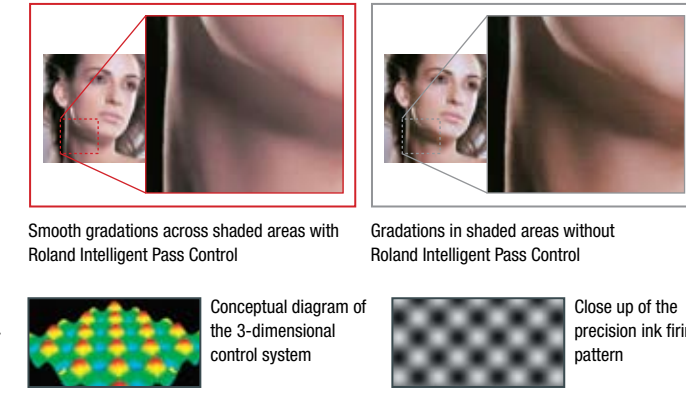 Smooth gradations across shaded areas with
Roland Intelligent Pass Control
Gradations in shaded areas without
Roland Intelligent Pass Control
Conceptual diagram of
the 3-dimensional
control system
Close up of the
precision ink firin
pattern